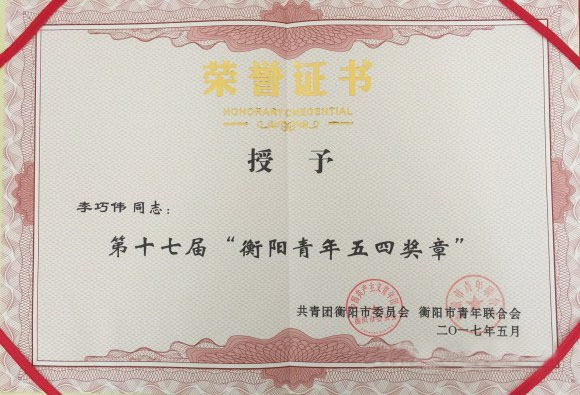 荣誉证书
HONORARY CREDENTIAL
授予
李巧伟同志：
第十七届“衡阳青年五四奖章”
共青团衡阳市委员会 衡阳市青年联合会
二〇一七年五月